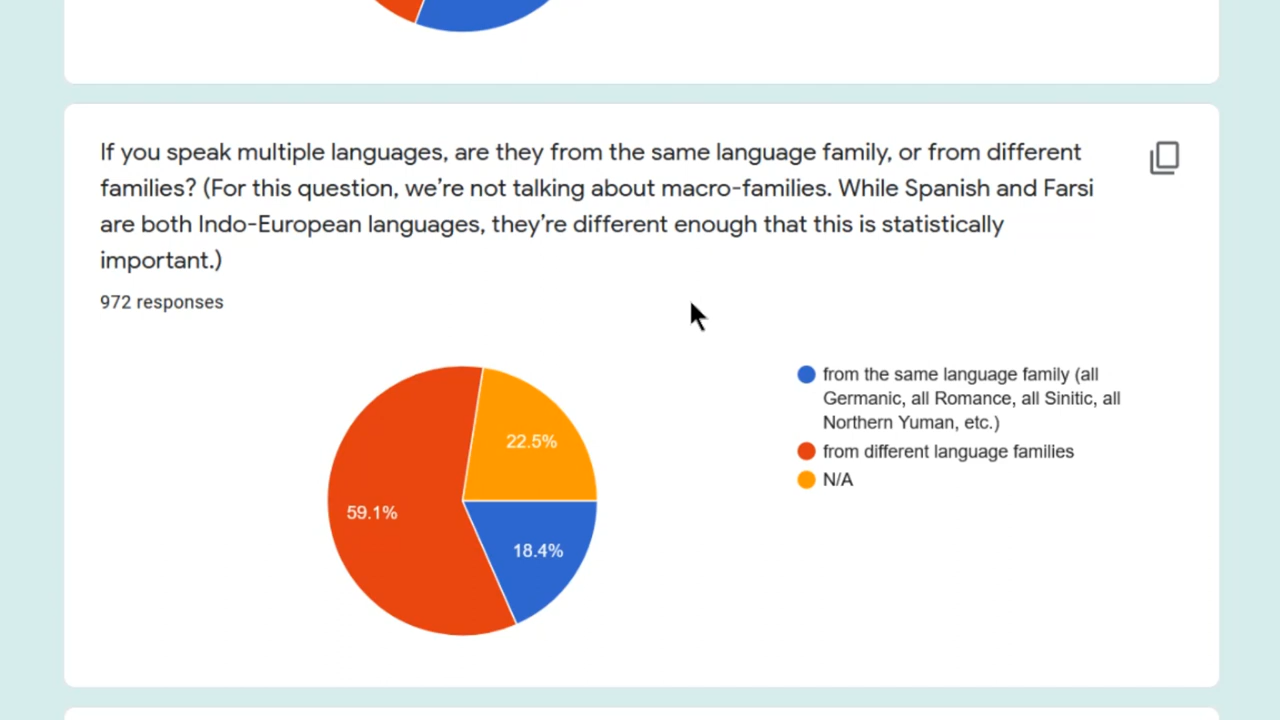 If you speak multiple languages, are they from the same language family, or from different
families? (For this question, we’re not talking about macro-families. While Spanish and Farsi
are both Indo-European languages, they’re different enough that this is statistically
important.)
972 responses
22.5%
59.1%
18.4%
from the same language family (all
Germanic, all Romance, all Sinitic, all
Northern Yuman, etc.)
from different language families
N/A